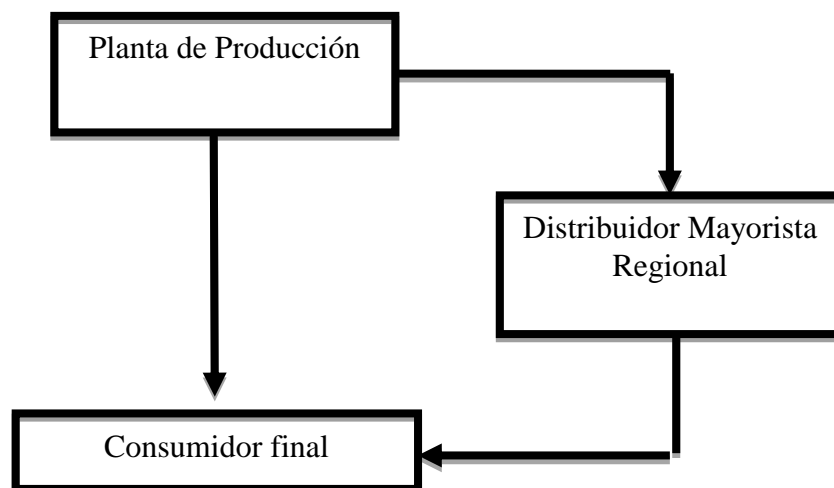 Planta de Producción
Distribuidor Mayorista
Regional
Consumidor final